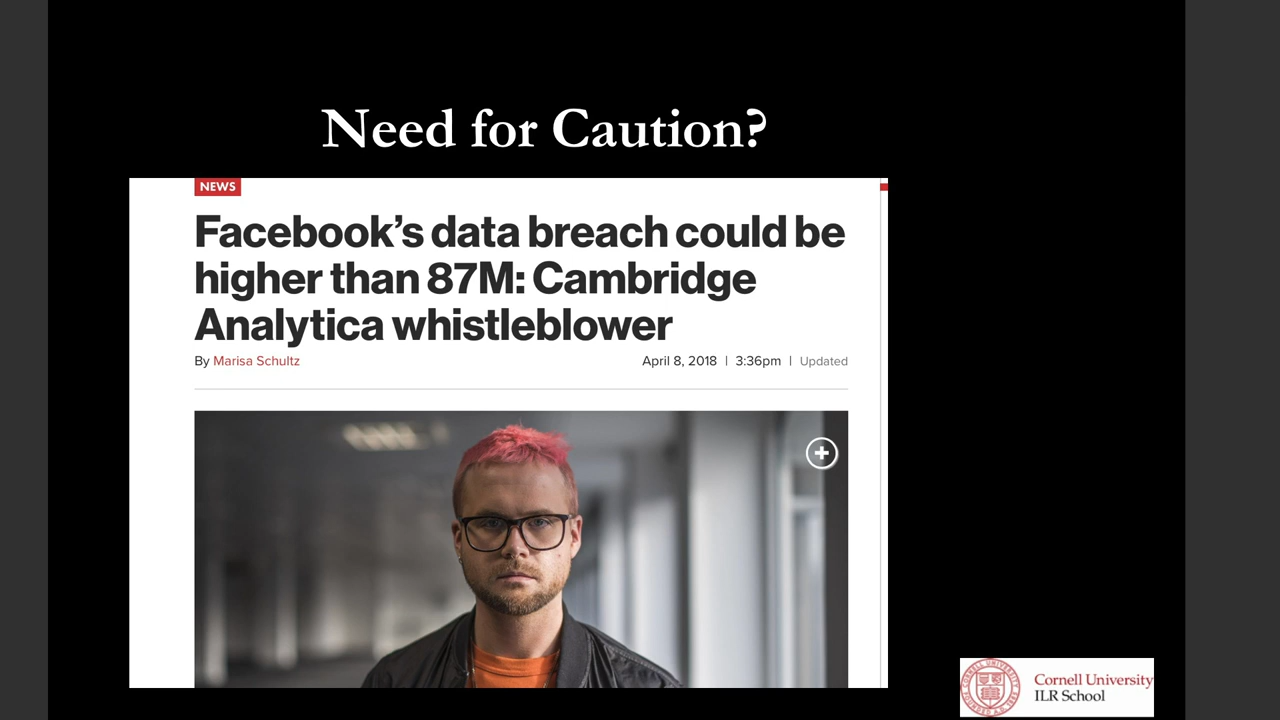 Need for Caution?
NEWS
Facebook’s data breach could be
higher than 87M: Cambridge
Analytica whistleblower
By Marisa Schultz
April 8, 2018 | 3:36pm | Updated
Cornell University
ILR School